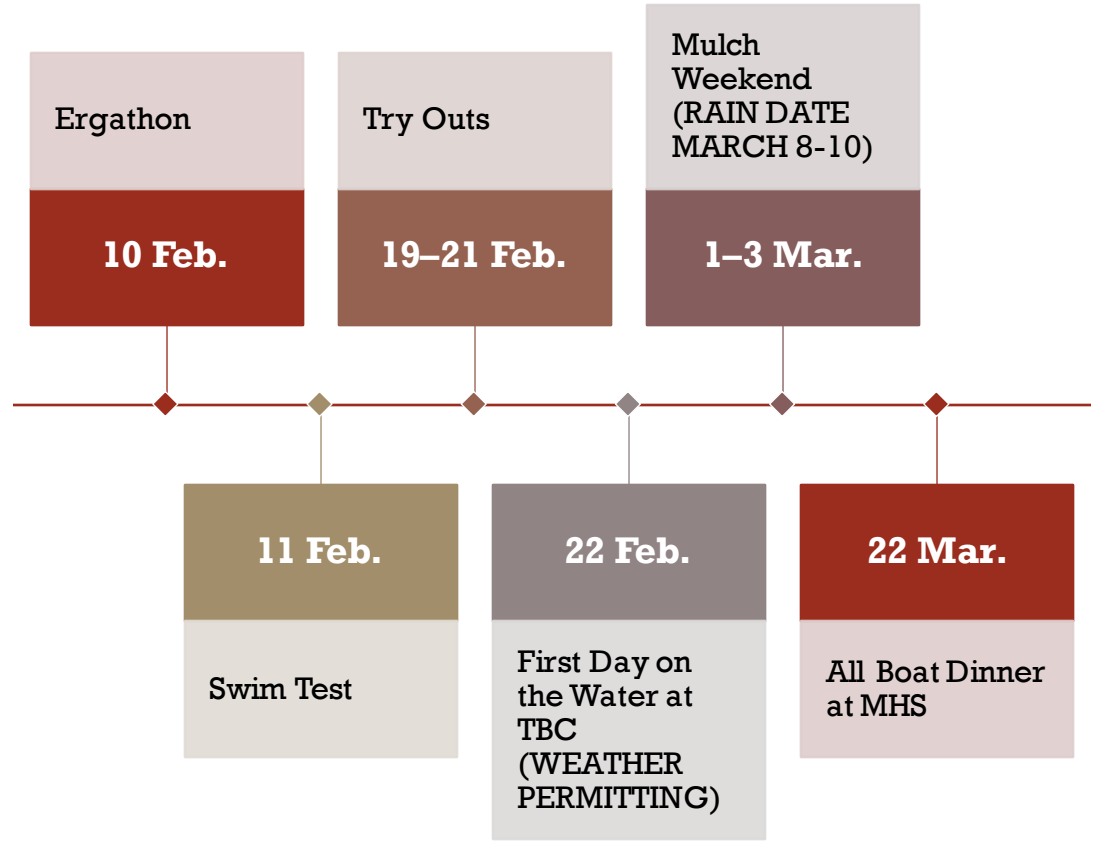 Ergathon
10 Feb.
11 Feb.
Swim Test
Try Outs
19–21 Feb.
22 Feb.
First Day on
the Water at
TBC
(WEATHER
PERMITTING)
Mulch
Weekend
(RAIN DATE
MARCH 8-10)
1–3 Mar.
22 Mar.
All Boat Dinner
at MHS